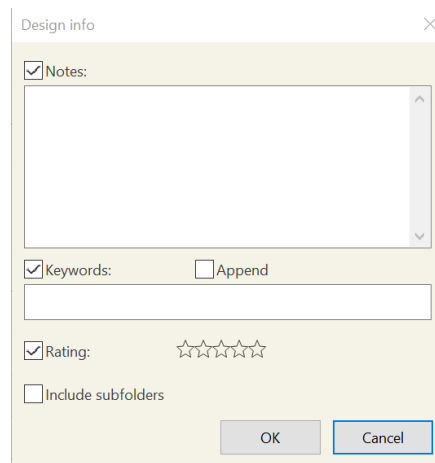 Design info
Notes:
Keywords:
Append
Rating:
Include subfolders
OK
Cancel